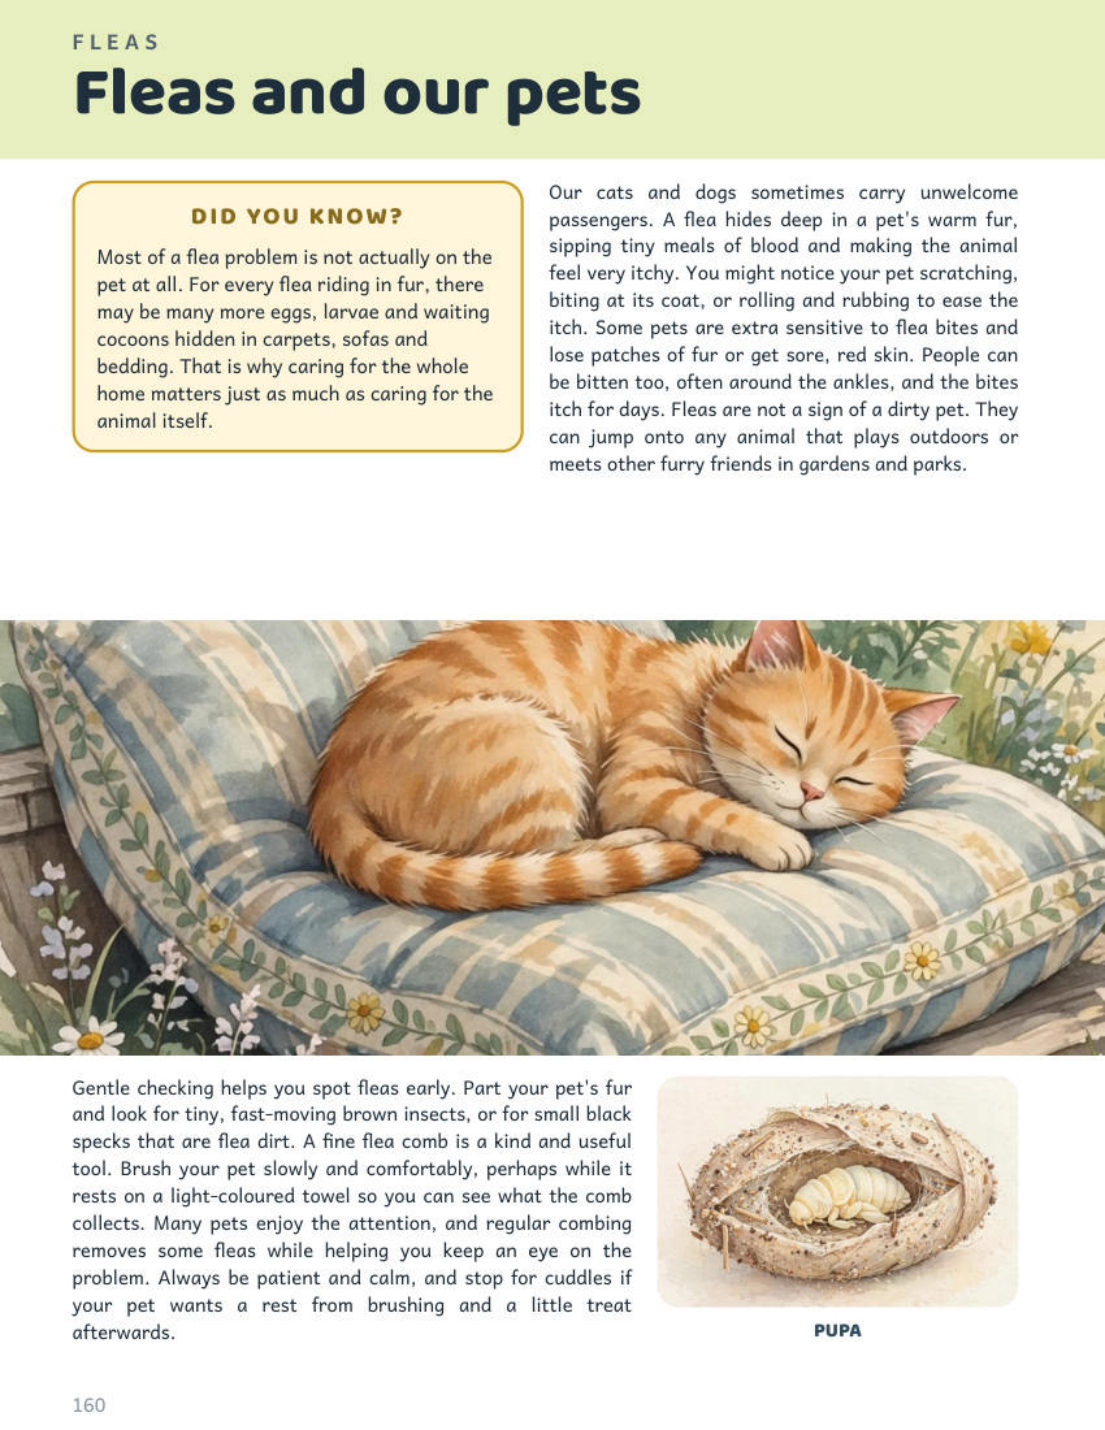 FLEAS
Fleas and our pets
DID YOU KNOW?
Most of a flea problem is not actually on the
pet at all. For every flea riding in fur, there
may be many more eggs, larvae and waiting
cocoons hidden in carpets, sofas and
bedding. That is why caring for the whole
home matters just as much as caring for the
animal itself.
Our cats and dogs sometimes carry unwelcome
passengers. A flea hides deep in a pet's warm fur,
sipping tiny meals of blood and making the animal
feel very itchy. You might notice your pet scratching,
biting at its coat, or rolling and rubbing to ease the
itch. Some pets are extra sensitive to flea bites and
lose patches of fur or get sore, red skin. People can
be bitten too, often around the ankles, and the bites
itch for days. Fleas are not a sign of a dirty pet. They
can jump onto any animal that plays outdoors or
meets other furry friends in gardens and parks.
Gentle checking helps you spot fleas early. Part your pet's fur
and look for tiny, fast-moving brown insects, or for small black
specks that are flea dirt. A fine flea comb is a kind and useful
tool. Brush your pet slowly and comfortably, perhaps while it
rests on a light-coloured towel so you can see what the comb
collects. Many pets enjoy the attention, and regular combing
removes some fleas while helping you keep an eye on the
problem. Always be patient and calm, and stop for cuddles if
your pet wants a rest from brushing and a little treat
afterwards.
PUPA
160